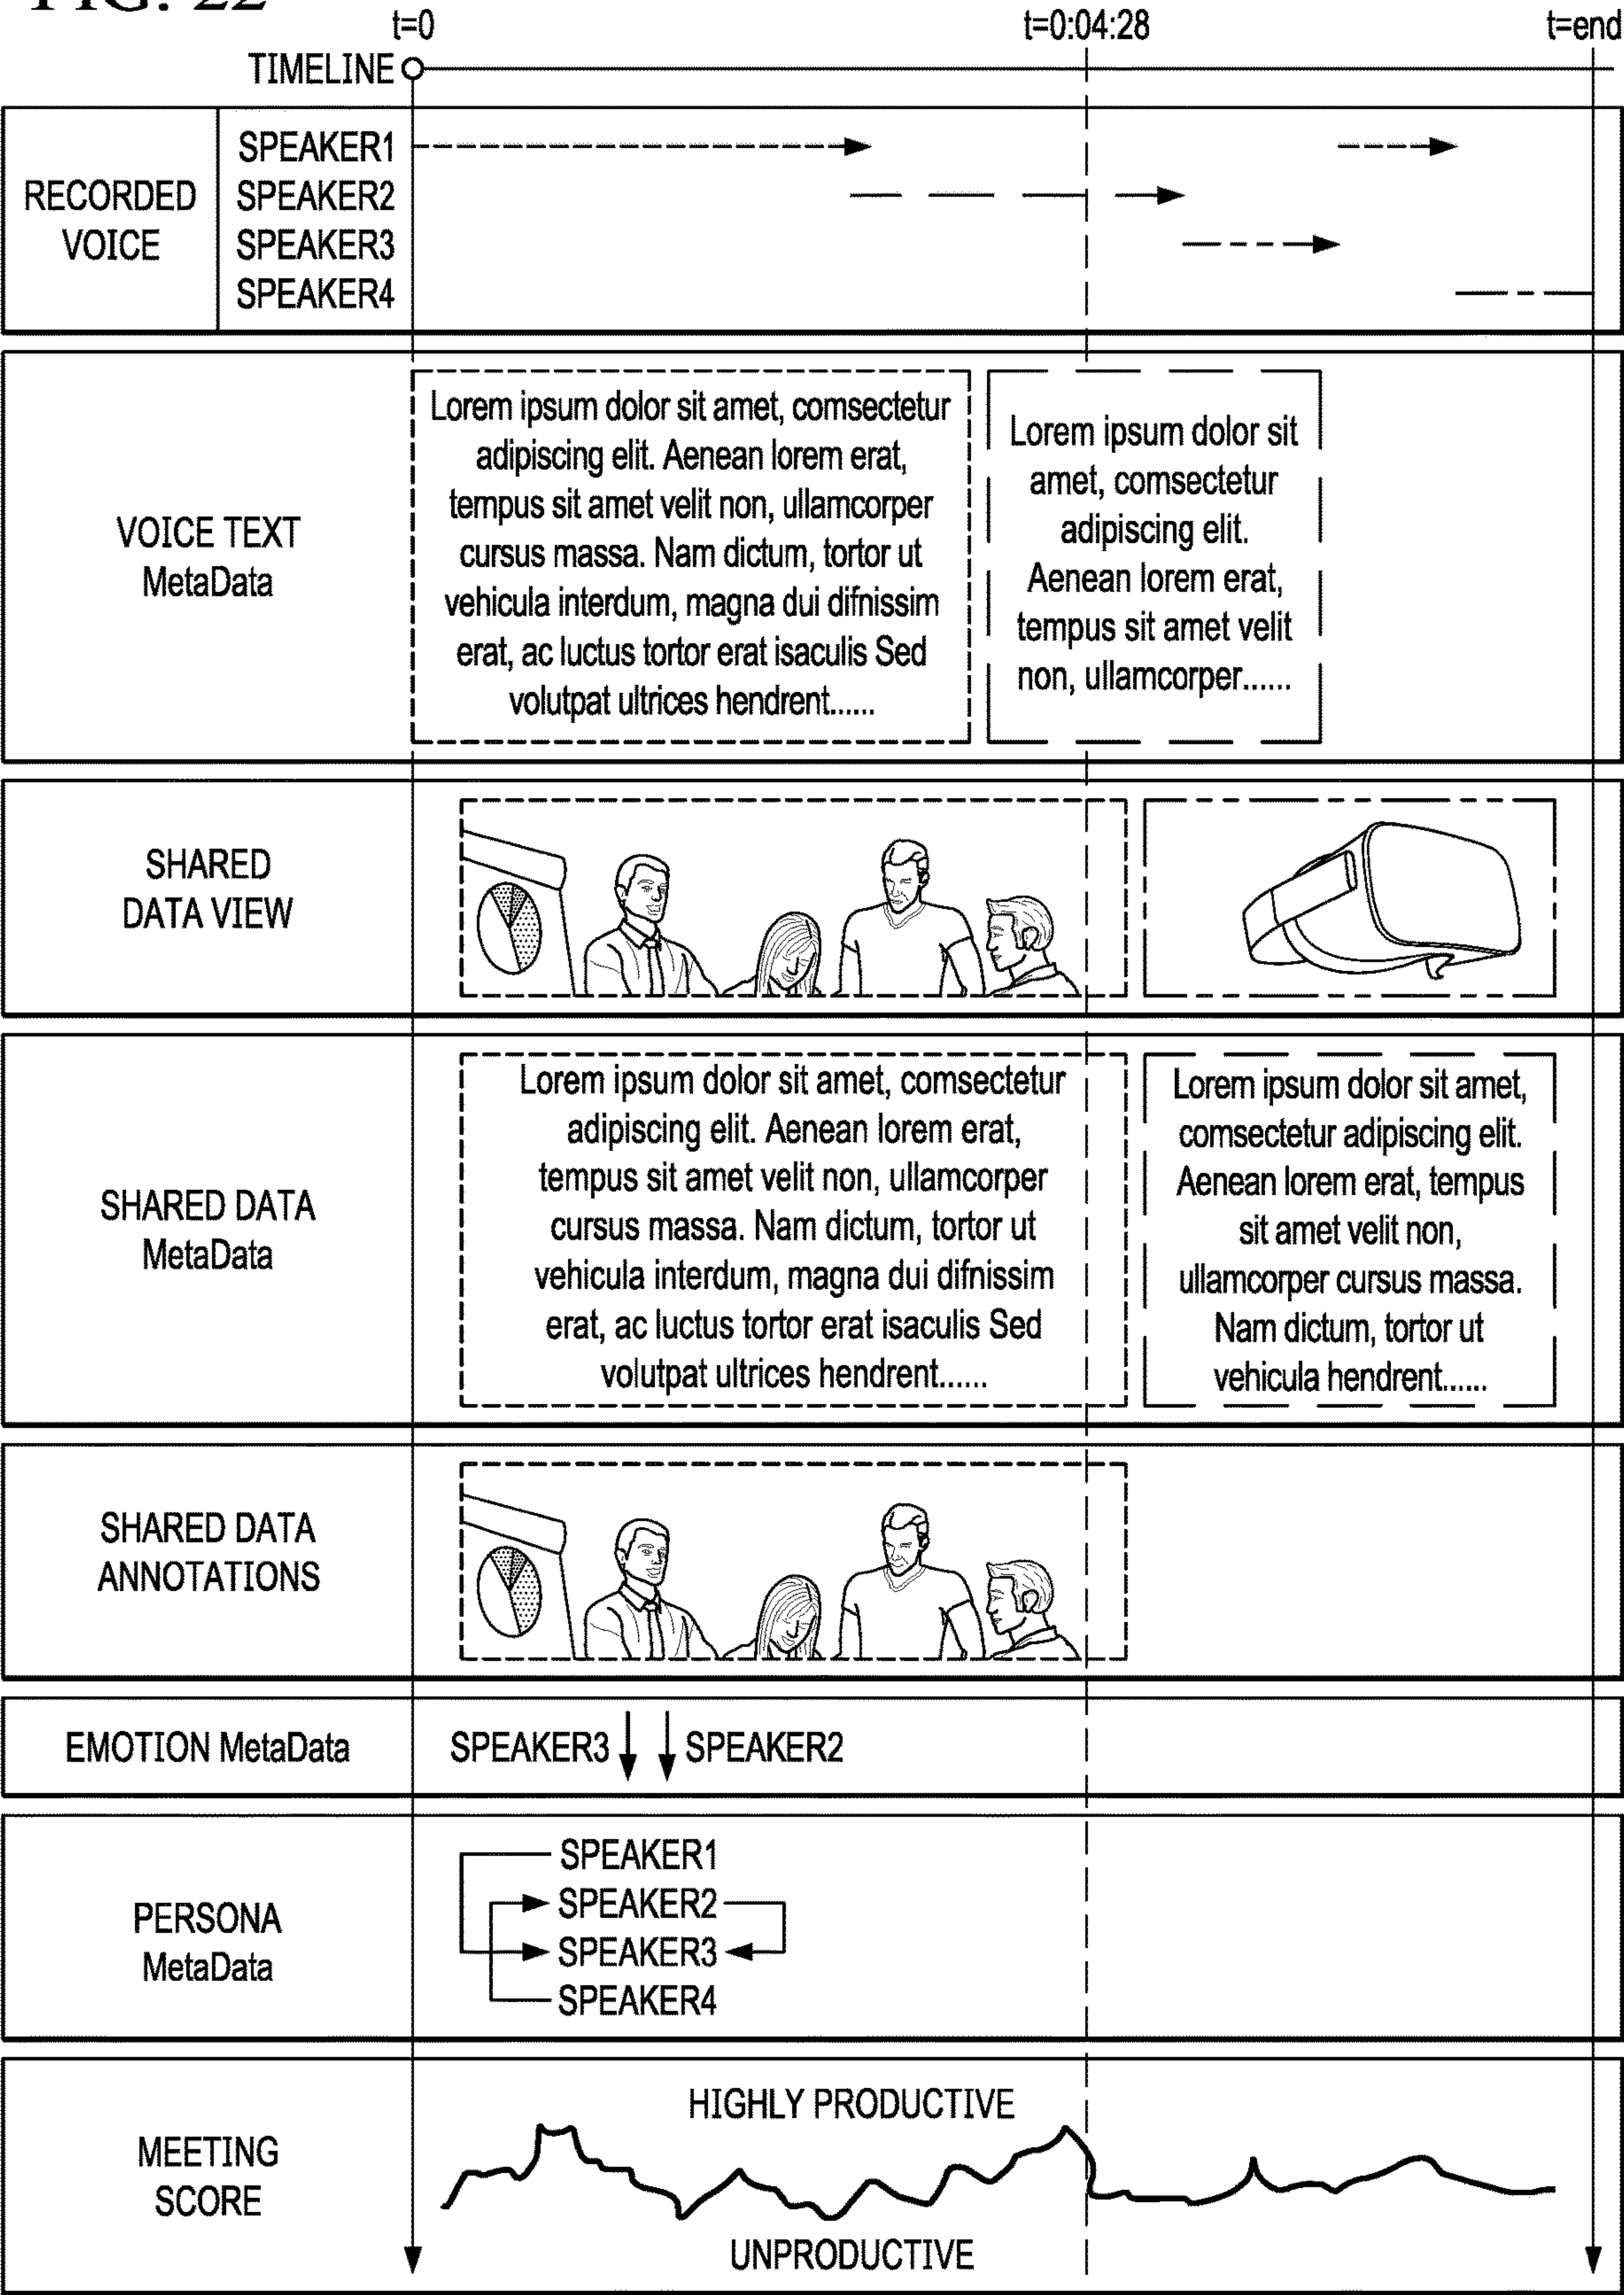 FIG. 22
t=0
t=0:04:28
t=end
TIMELINE
RECORDED
VOICE
SPEAKER1
SPEAKER2
SPEAKER3
SPEAKER4
VOICE TEXT
MetaData
Lorem ipsum dolor sit amet, comsectetur
adipiscing elit. Aenean lorem erat,
tempus sit amet velit non, ullamcorper
cursus massa. Nam dictum, tortor ut
vehicula interdum, magna dui difnissim
erat, ac luctus tortor erat isaculis Sed
volutpat ultrices hendrent......
Lorem ipsum dolor sit
amet, comsectetur
adipiscing elit.
Aenean lorem erat,
tempus sit amet velit
non, ullamcorper......
SHARED
DATA VIEW
SHARED DATA
MetaData
Lorem ipsum dolor sit amet, comsectetur
adipiscing elit. Aenean lorem erat,
tempus sit amet velit non, ullamcorper
cursus massa. Nam dictum, tortor ut
vehicula interdum, magna dui difnissim
erat, ac luctus tortor erat isaculis Sed
volutpat ultrices hendrent......
Lorem ipsum dolor sit amet,
comsectetur adipiscing elit.
Aenean lorem erat, tempus
sit amet velit non,
ullamcorper cursus massa.
Nam dictum, tortor ut
vehicula hendrent......
SHARED DATA
ANNOTATIONS
EMOTION MetaData
SPEAKER3
SPEAKER2
PERSONA
MetaData
SPEAKER1
SPEAKER2
SPEAKER3
SPEAKER4
MEETING
SCORE
HIGHLY PRODUCTIVE
UNPRODUCTIVE